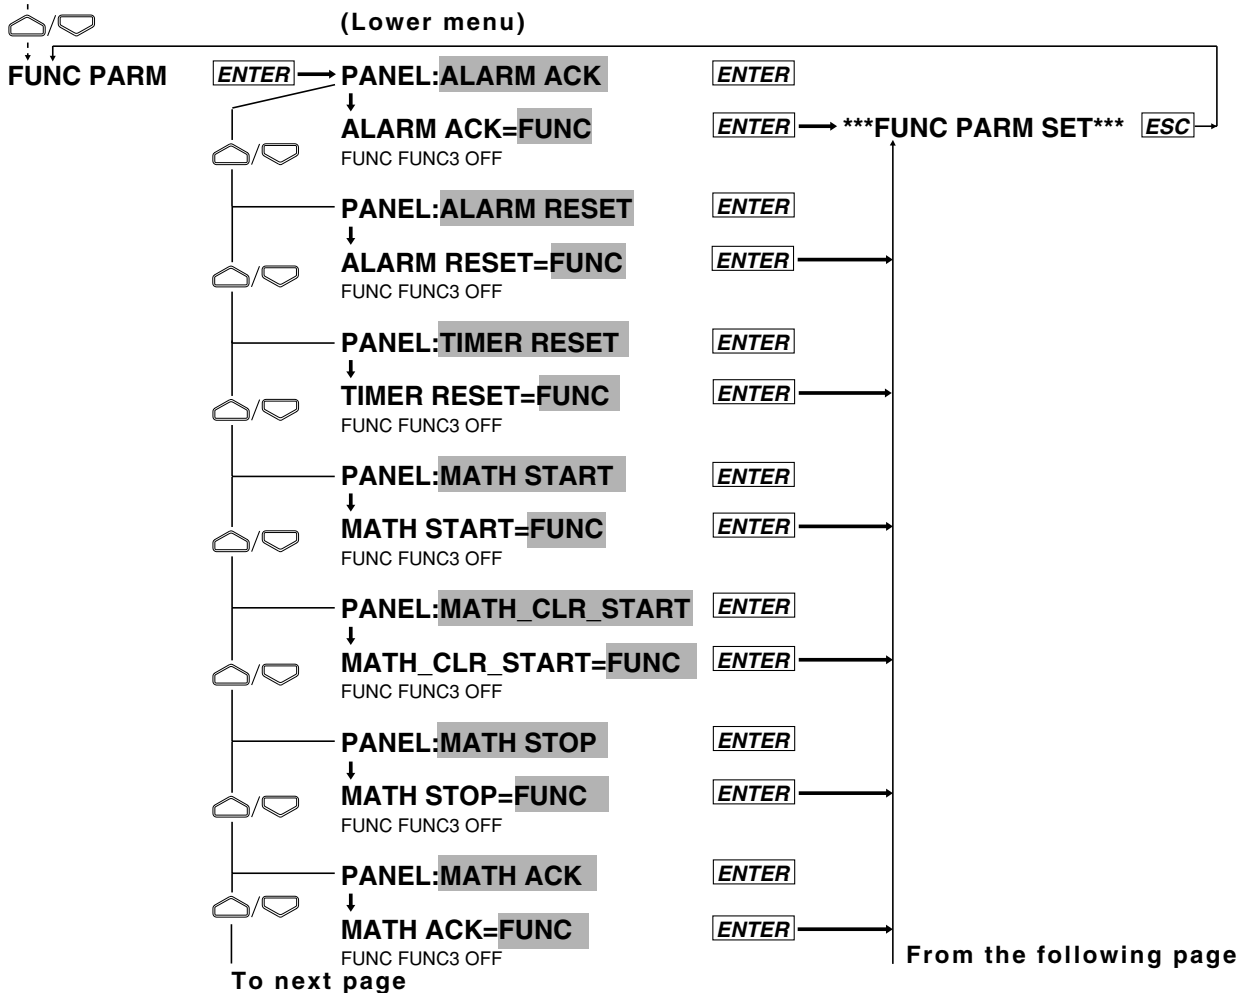 (Lower menu)
FUNC PARM ENTER PANEL:ALARM ACK ENTER
ALARM ACK=FUNC ENTER ***FUNC PARM SET*** ESC
FUNC FUNC3 OFF
PANEL:ALARM RESET ENTER
ALARM RESET=FUNC ENTER
FUNC FUNC3 OFF
PANEL:TIMER RESET ENTER
TIMER RESET=FUNC ENTER
FUNC FUNC3 OFF
PANEL:MATH START ENTER
MATH START=FUNC ENTER
FUNC FUNC3 OFF
PANEL:MATH_CLR_START ENTER
MATH_CLR_START=FUNC ENTER
FUNC FUNC3 OFF
PANEL:MATH STOP ENTER
MATH STOP=FUNC ENTER
FUNC FUNC3 OFF
PANEL:MATH ACK ENTER
MATH ACK=FUNC ENTER
FUNC FUNC3 OFF
From the following page
To next page